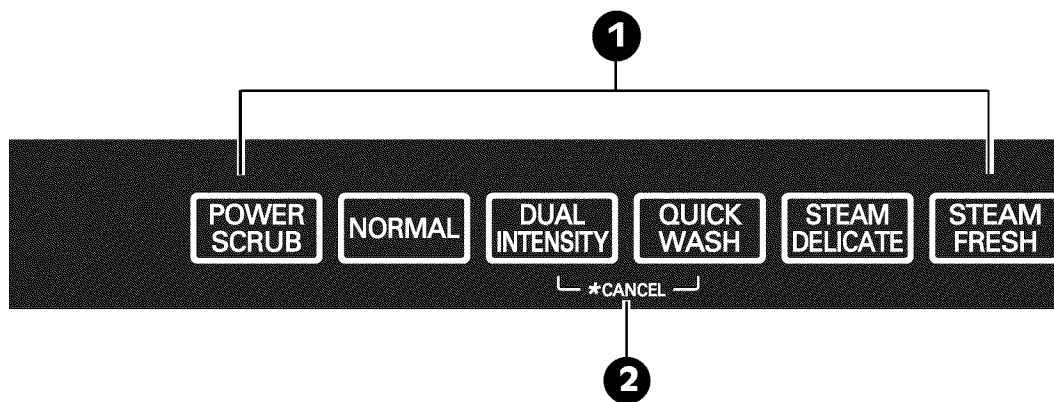 1
POWER
SCRUB
NORMAL
DUAL
INTENSITY
QUICK
WASH
STEAM
DELICATE
STEAM
FRESH
*CANCEL
2